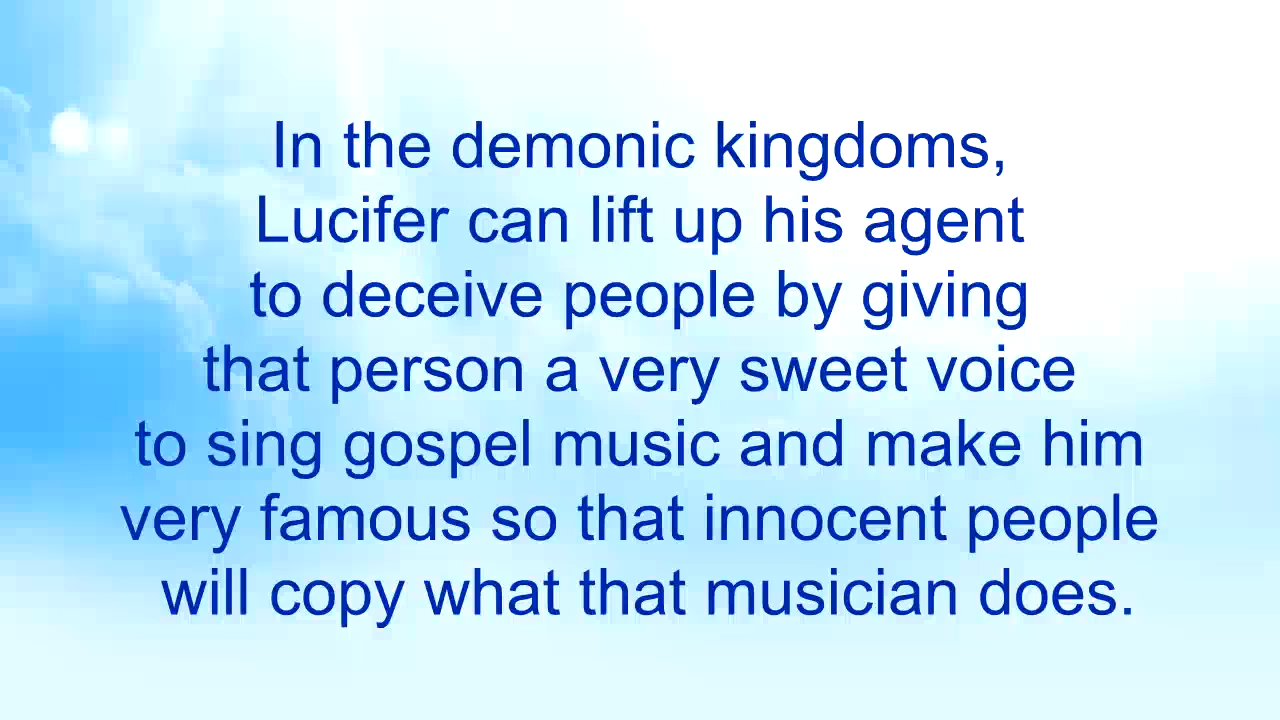 In the demonic kingdoms,
Lucifer can lift up his agent
to deceive people by giving
that person a very sweet voice
to sing gospel music and make him
very famous so that innocent people
will copy what that musician does.